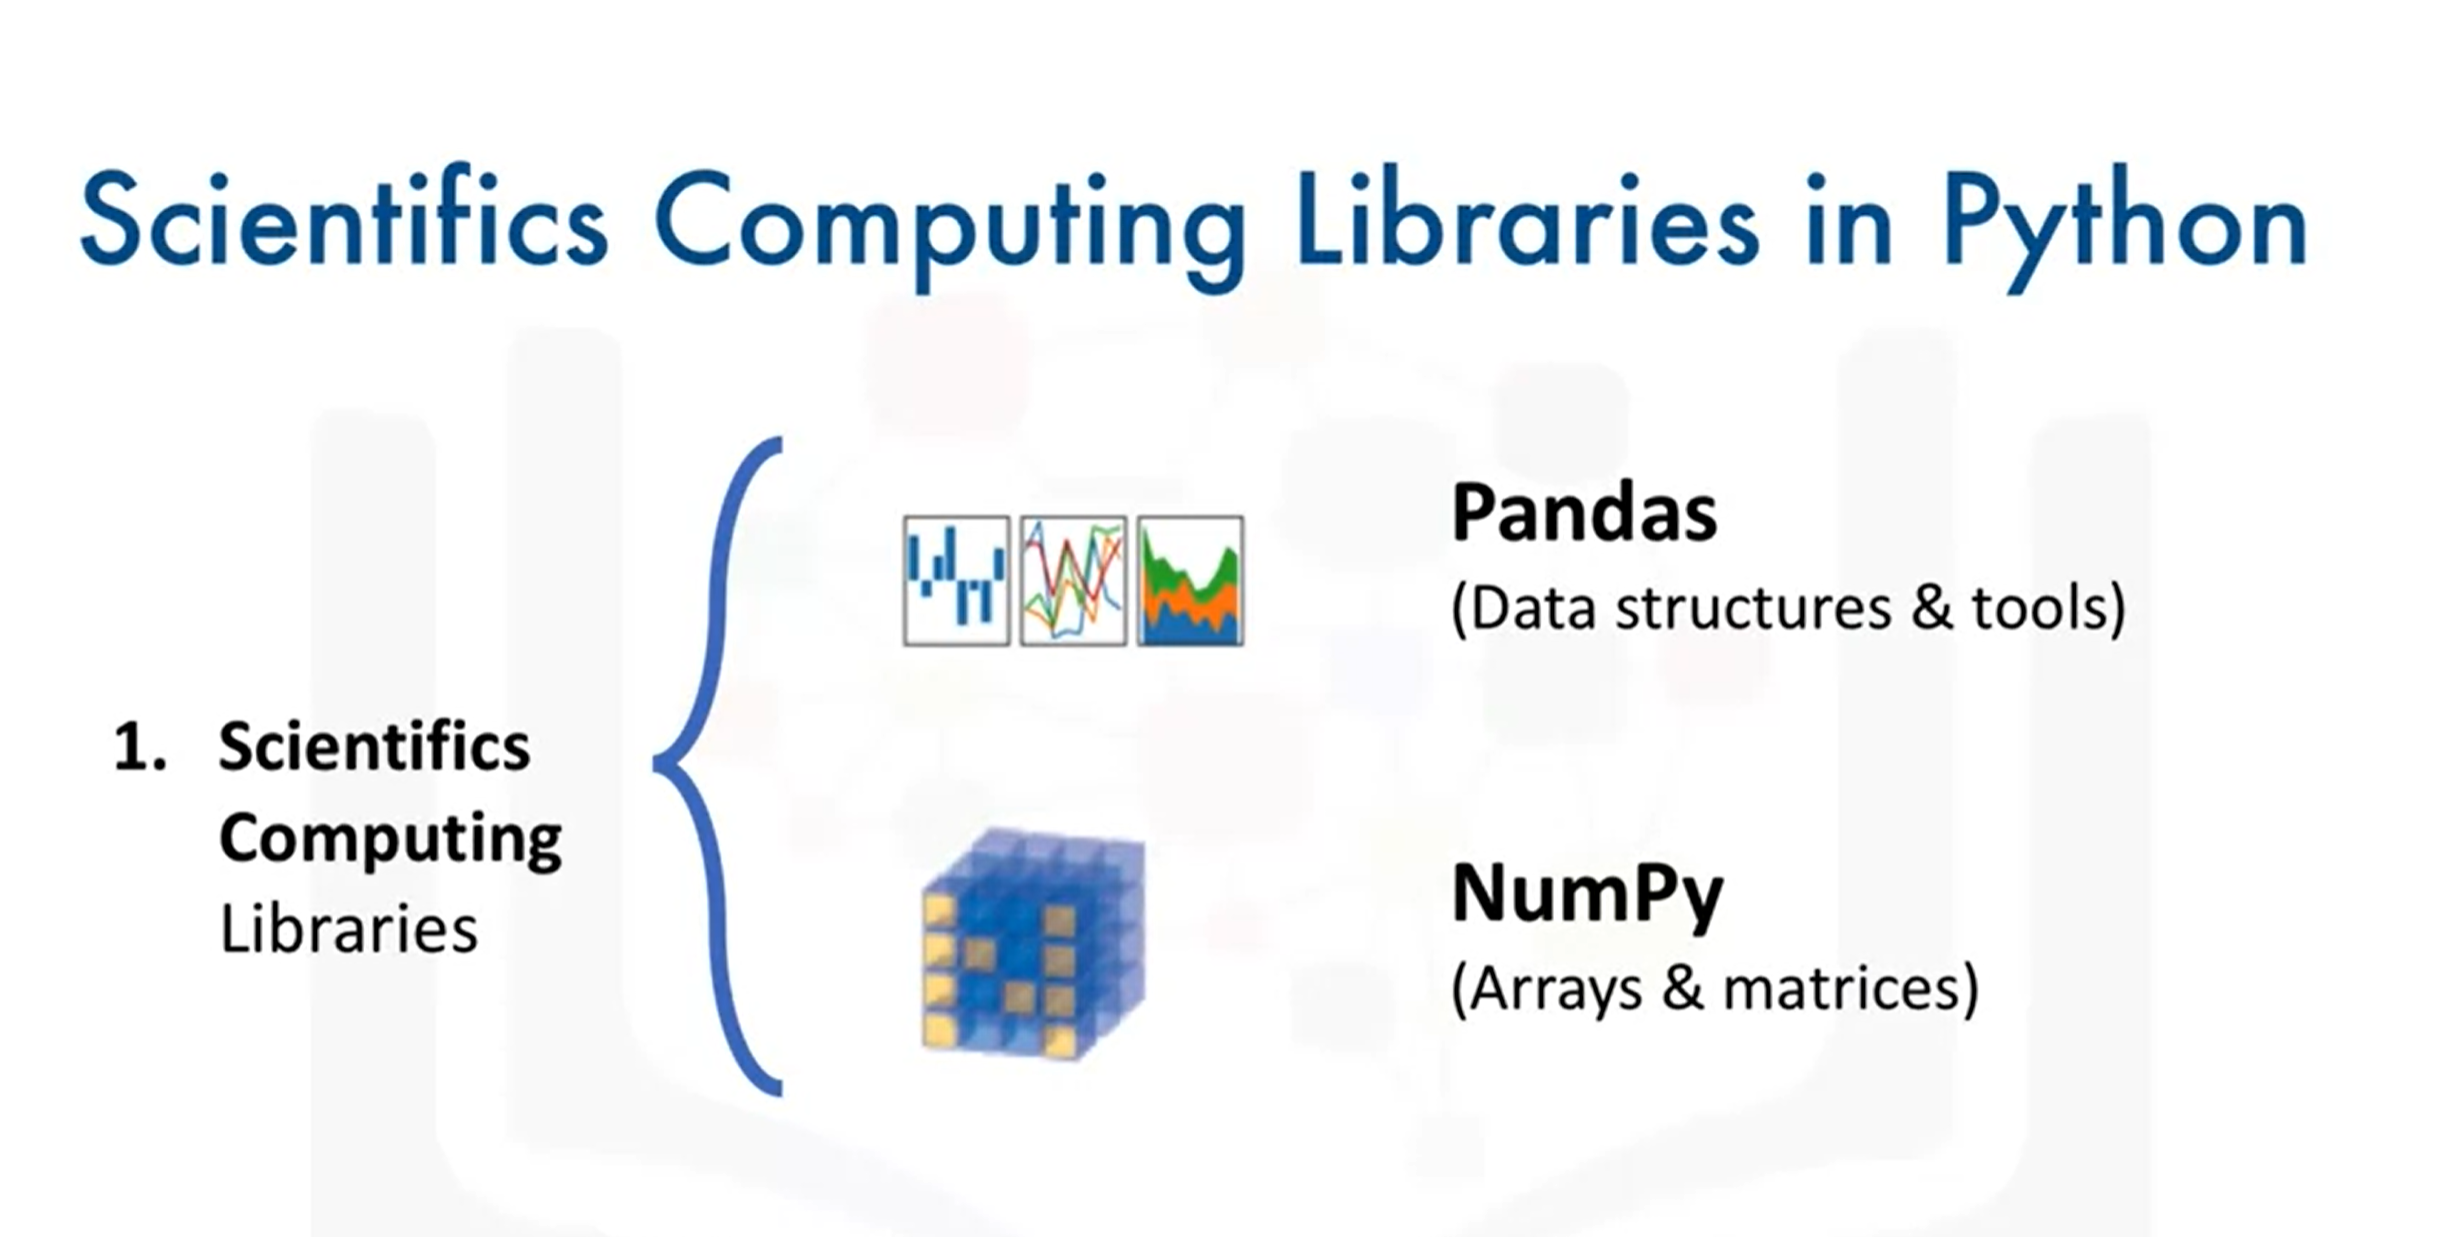 Scientifics Computing Libraries in Python
1. Scientifics
Computing
Libraries
Pandas
(Data structures & tools)
NumPy
(Arrays & matrices)